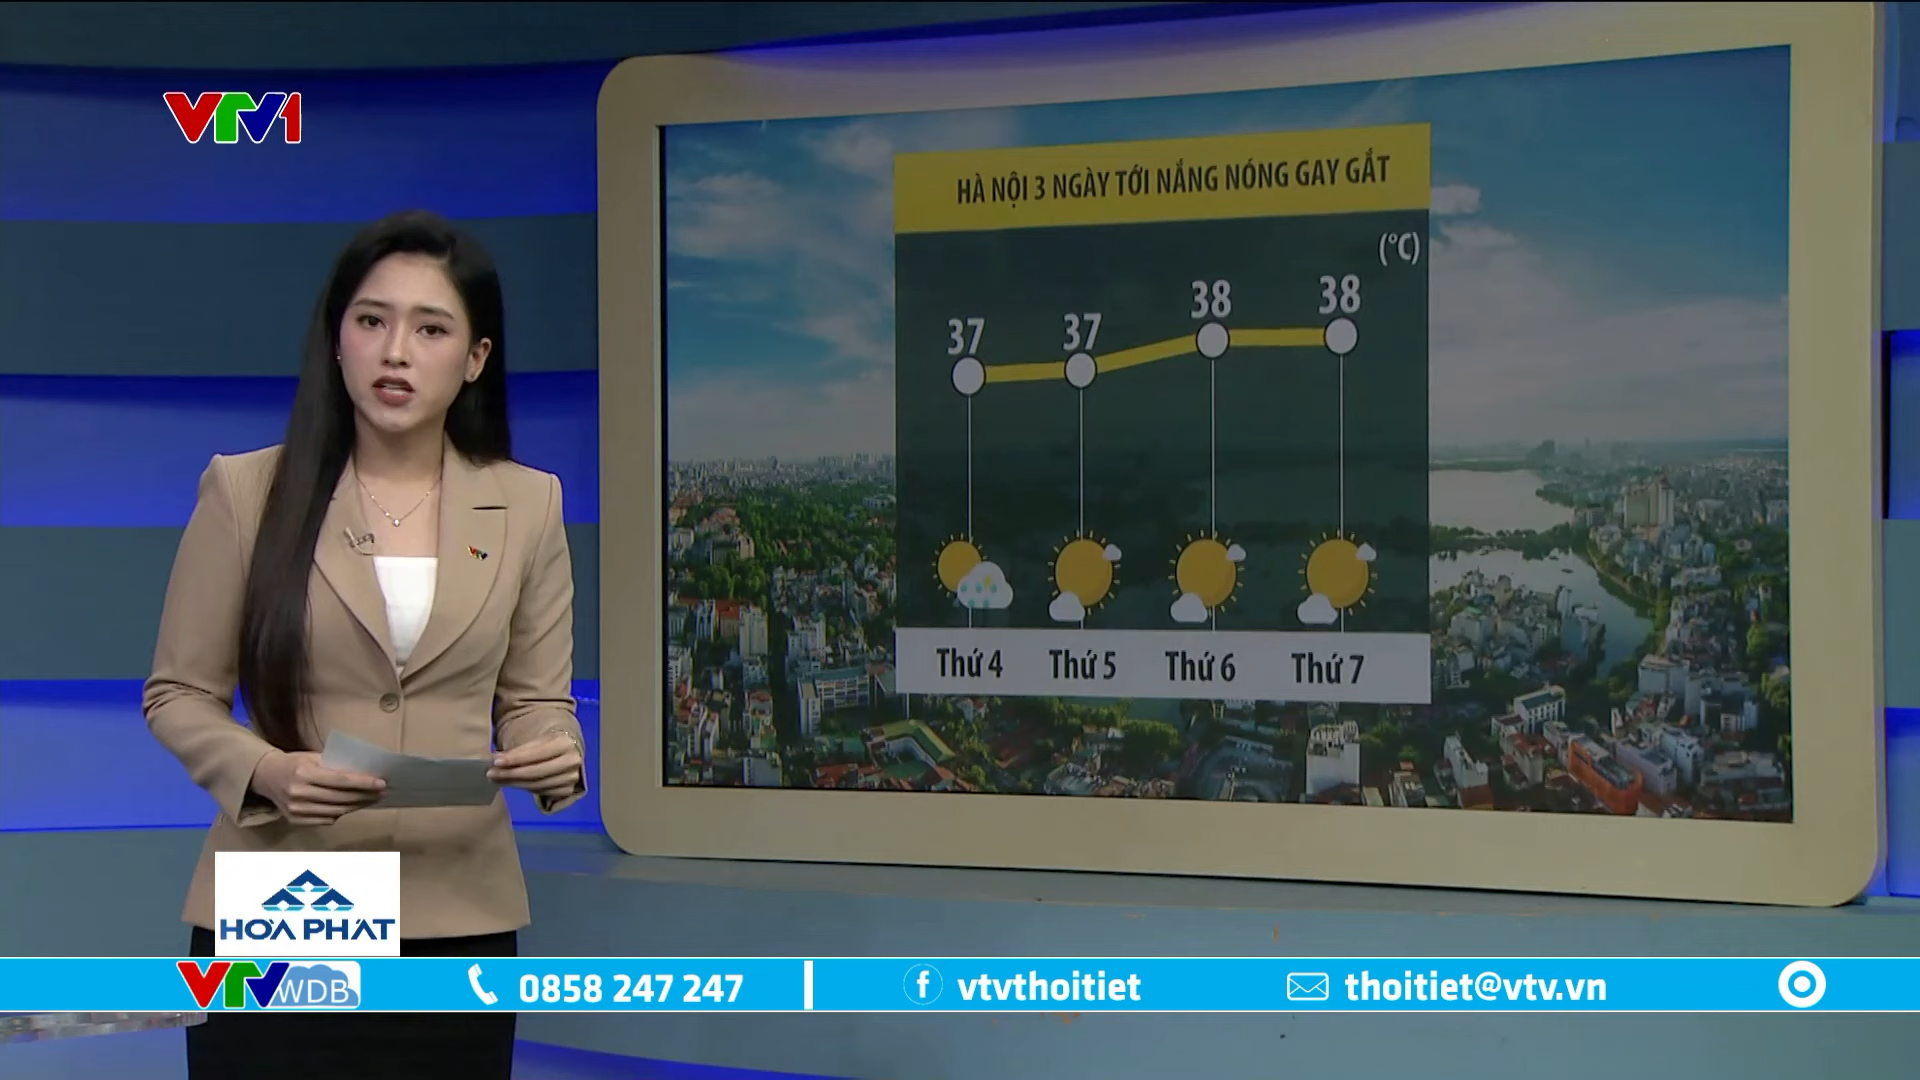 VTV1
HÀ NỘI 3 NGÀY TỚI NẮNG NÓNG GAY GẮT
(°C)
37 37 38 38
Thứ 4 Thứ 5 Thứ 6 Thứ 7
VTV
HÒA PHÁT
VTV WDB 0858 247 247 vtvthoitiet thoitiet@vtv.vn